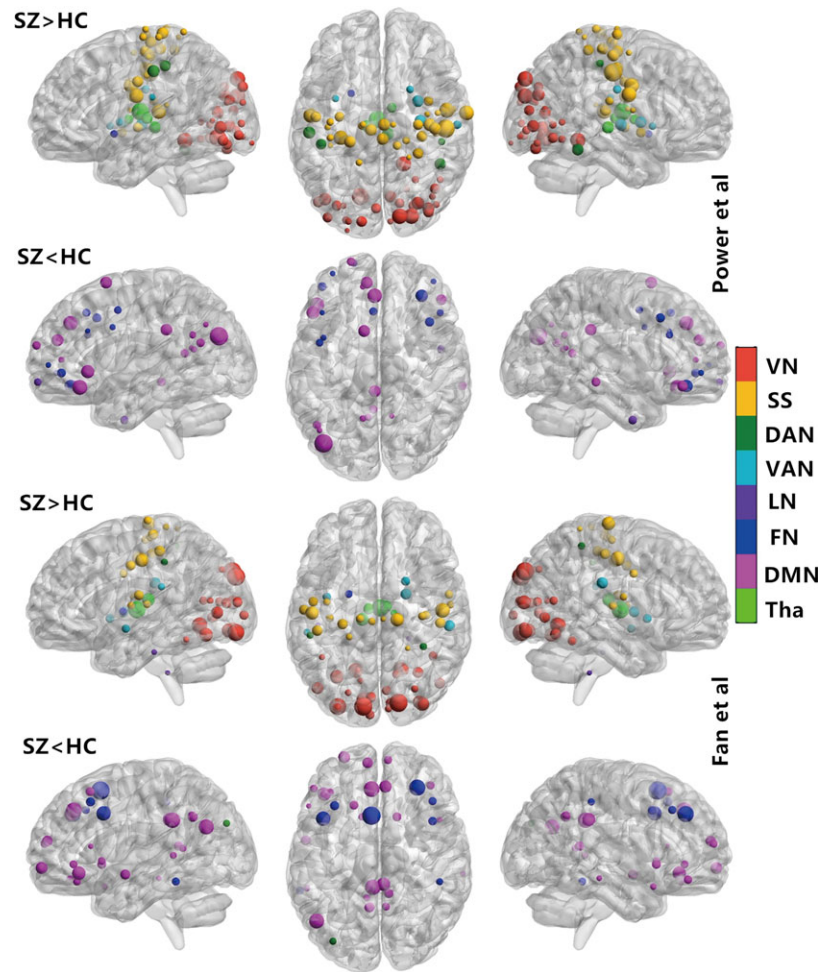 SZ>HC
Power et al
SZ<HC
VN
SS
DAN
VAN
LN
FN
DMN
Tha
SZ>HC
Fan et al
SZ<HC